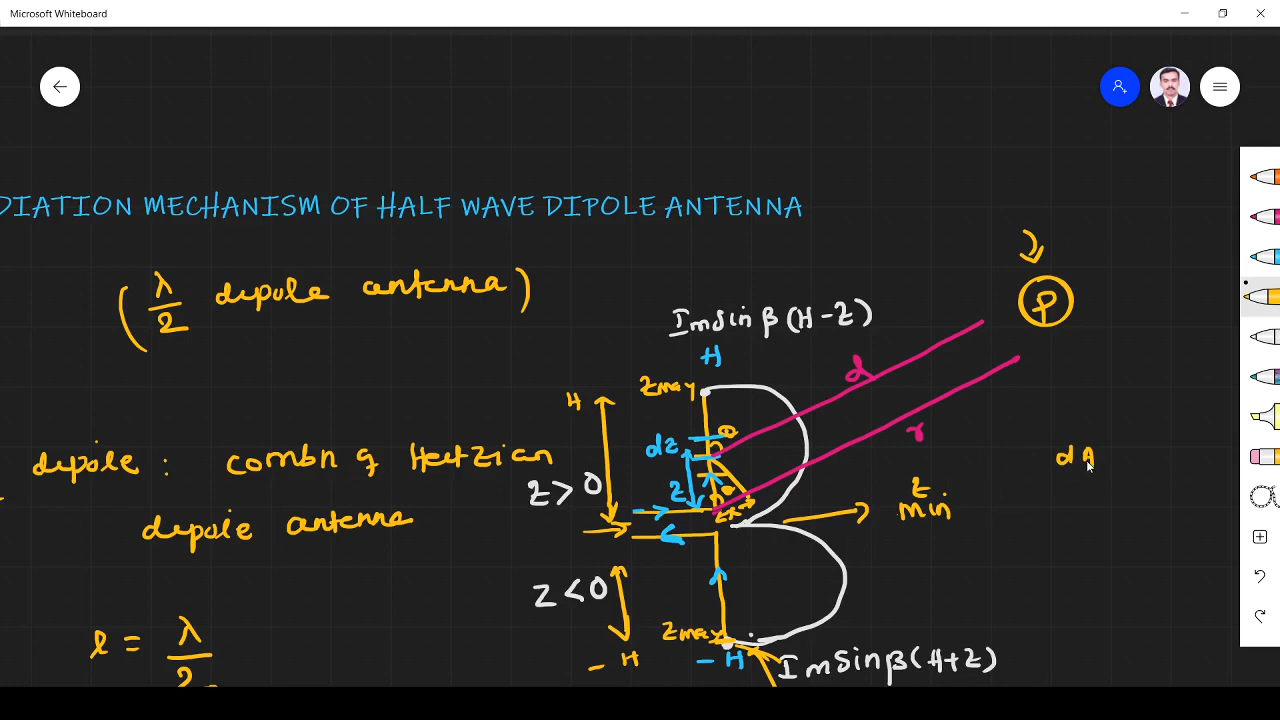 Microsoft Whiteboard
DIATION MECHANISM OF HALF WAVE DIPOLE ANTENNA
(λ/2 dipole antenna)
P
Im Sin β (H-Z)
H
Zmax
H
d
θ
dz
r
dipole : combn of Hertzian
dA
Z
Z > 0
θ
Z
min
dipole antenna
Z < 0
Zmax
- H
- H
Im Sin β (H+Z)
l = λ/2